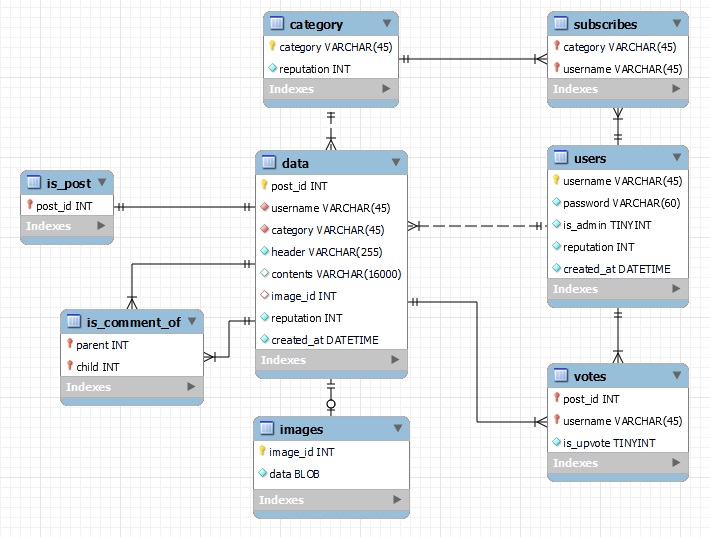 category
category VARCHAR(45)
reputation INT
Indexes
subscribes
category VARCHAR(45)
username VARCHAR(45)
Indexes
data
post_id INT
username VARCHAR(45)
category VARCHAR(45)
header VARCHAR(255)
contents VARCHAR(16000)
image_id INT
reputation INT
created_at DATETIME
Indexes
users
username VARCHAR(45)
password VARCHAR(60)
is_admin TINYINT
reputation INT
created_at DATETIME
Indexes
is_post
post_id INT
Indexes
is_comment_of
parent INT
child INT
Indexes
images
image_id INT
data BLOB
Indexes
votes
post_id INT
username VARCHAR(45)
is_upvote TINYINT
Indexes